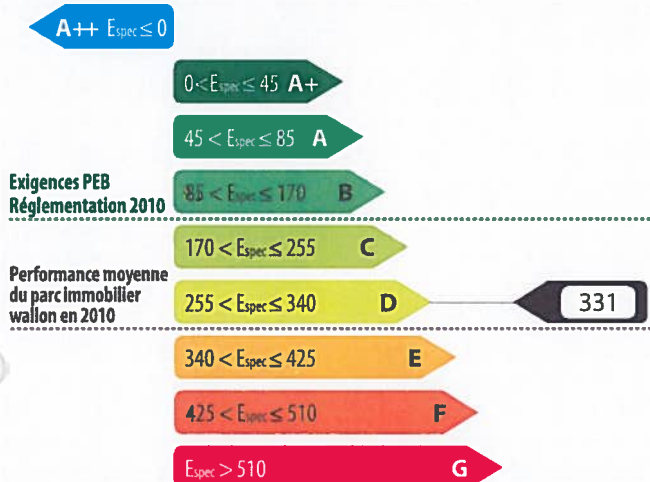 A++ Espec ≤ 0
0 < Espec ≤ 45 A+
45 < Espec ≤ 85 A
Exigences PEB
Réglementation 2010
85 < Espec ≤ 170 B
170 < Espec ≤ 255 C
Performance moyenne
du parc immobilier
wallon en 2010
255 < Espec ≤ 340 D
331
340 < Espec ≤ 425 E
425 < Espec ≤ 510 F
Espec > 510 G